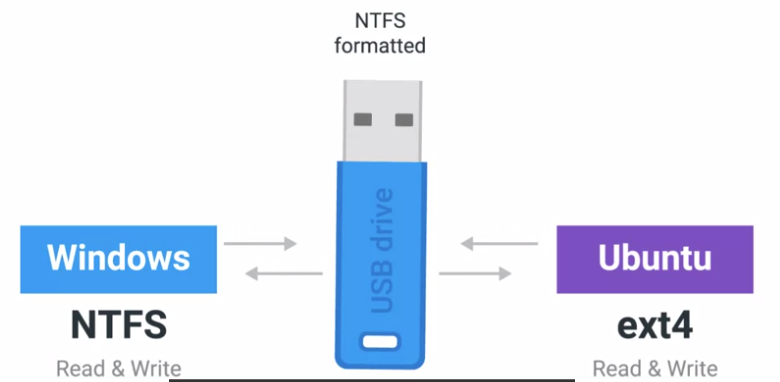 NTFS
formatted
USB drive
Windows
NTFS
Read & Write
Ubuntu
ext4
Read & Write